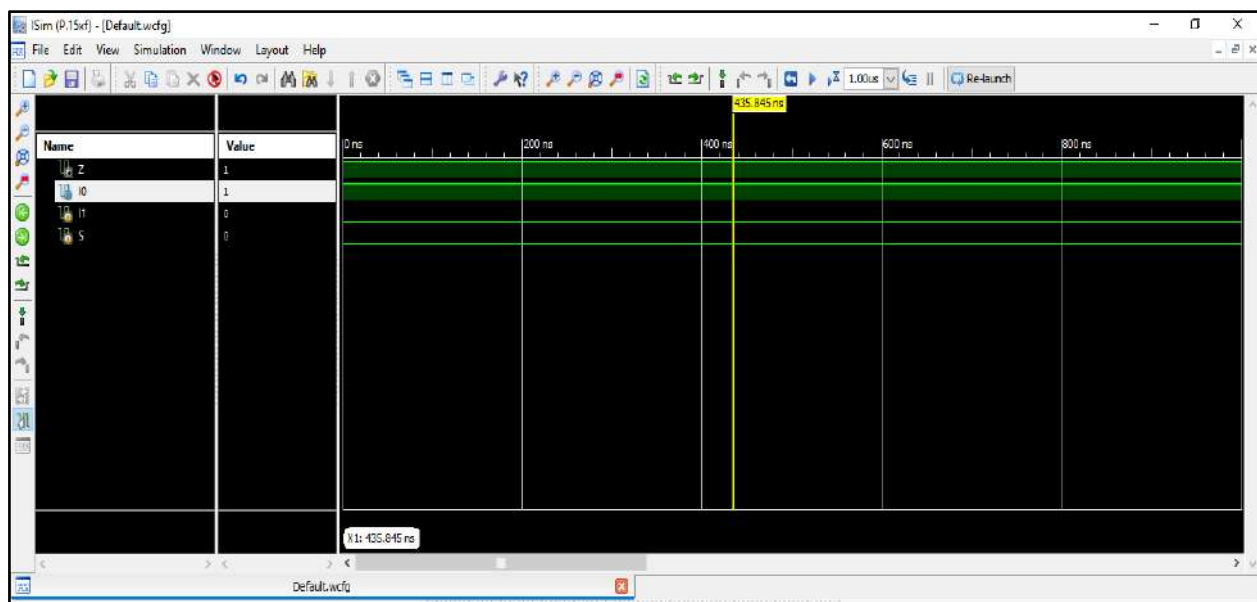 ISim (P.15xf) - [Default.wcfg]
File Edit View Simulation Window Layout Help
1.00us Re-launch
435.845 ns
Name Value 0 ns 200 ns 400 ns 600 ns 800 ns
Z 1
I0 1
I1 0
S 0
X1: 435.845 ns
Default.wcfg